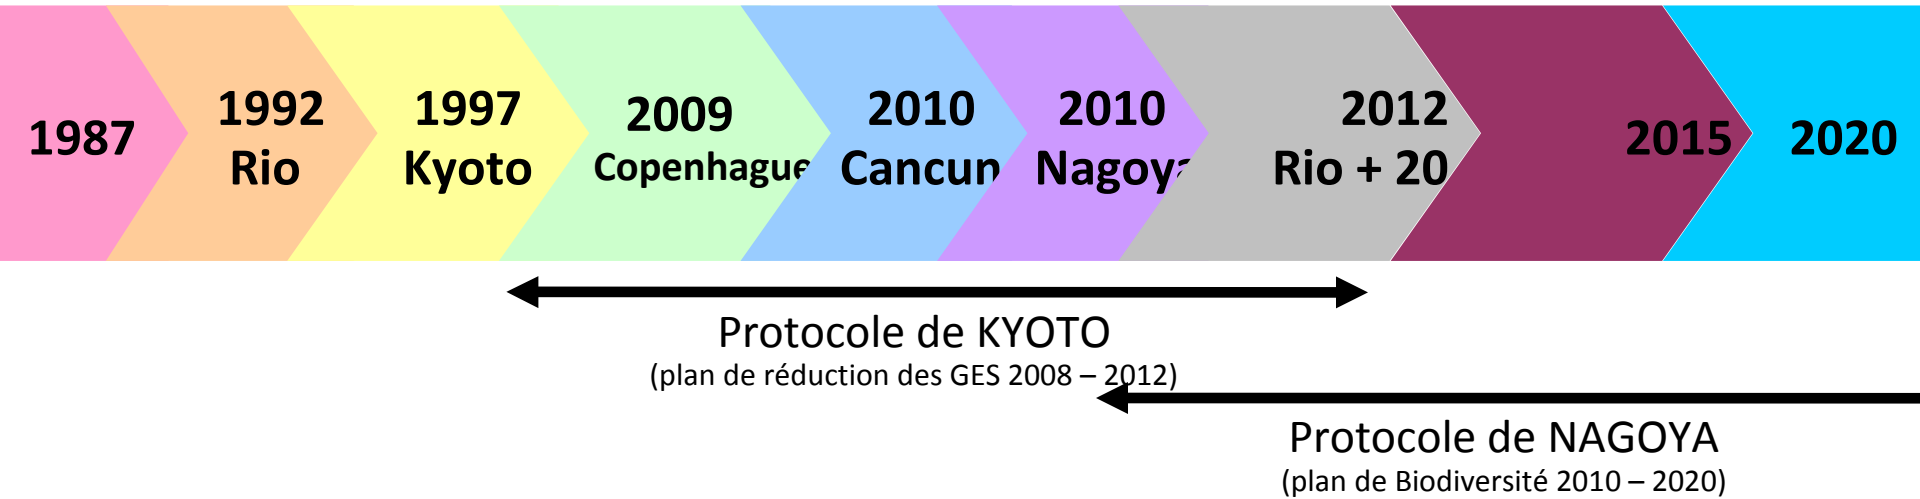 1987
1992
Rio
1997
Kyoto
2009
Copenhague
2010
Cancun
2010
Nagoya
2012
Rio + 20
2015
2020
Protocole de KYOTO
(plan de réduction des GES 2008 – 2012)
Protocole de NAGOYA
(plan de Biodiversité 2010 – 2020)